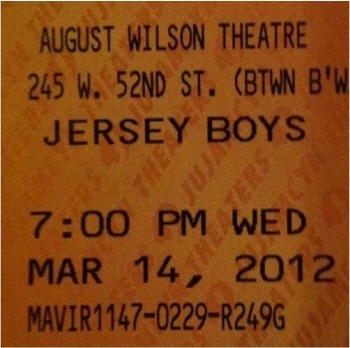 AUGUST WILSON THEATRE
245 W. 52ND ST. (BTWN B'W
JERSEY BOYS
7:00 PM WED
MAR 14, 2012
MAVIR1147-0229-R249G